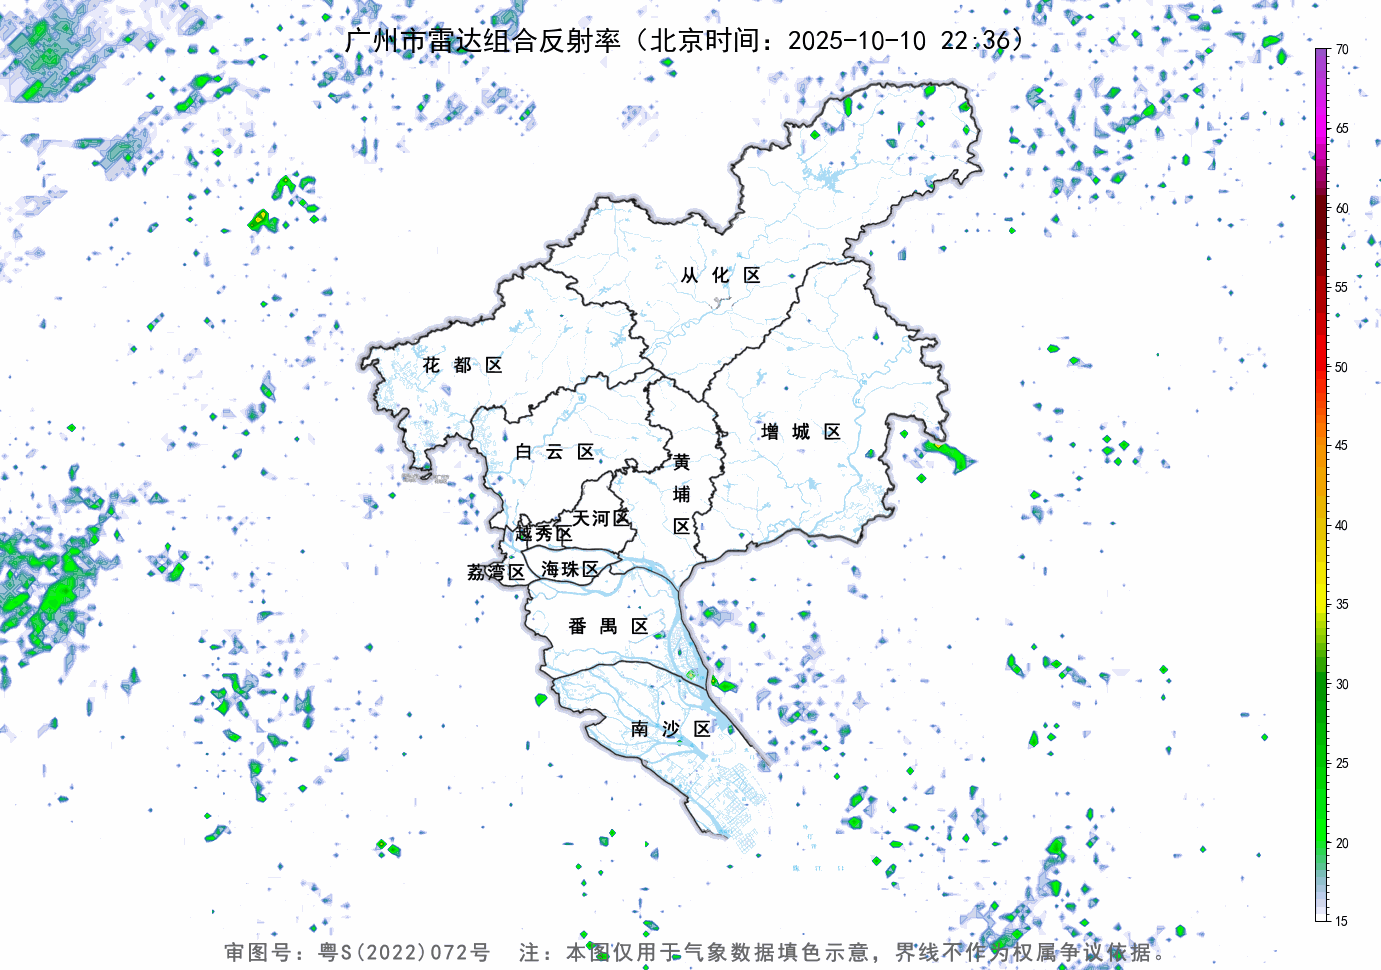 广州市雷达组合反射率（北京时间：2025-10-10 22:36）
70
65
60
55
50
45
40
35
30
25
20
15
从化区
花都区
增城区
白云区
黄埔区
天河区
越秀区
荔湾区
海珠区
番禺区
南沙区
审图号：粤S(2022)072号 注：本图仅用于气象数据填色示意，界线不作为权属争议依据。